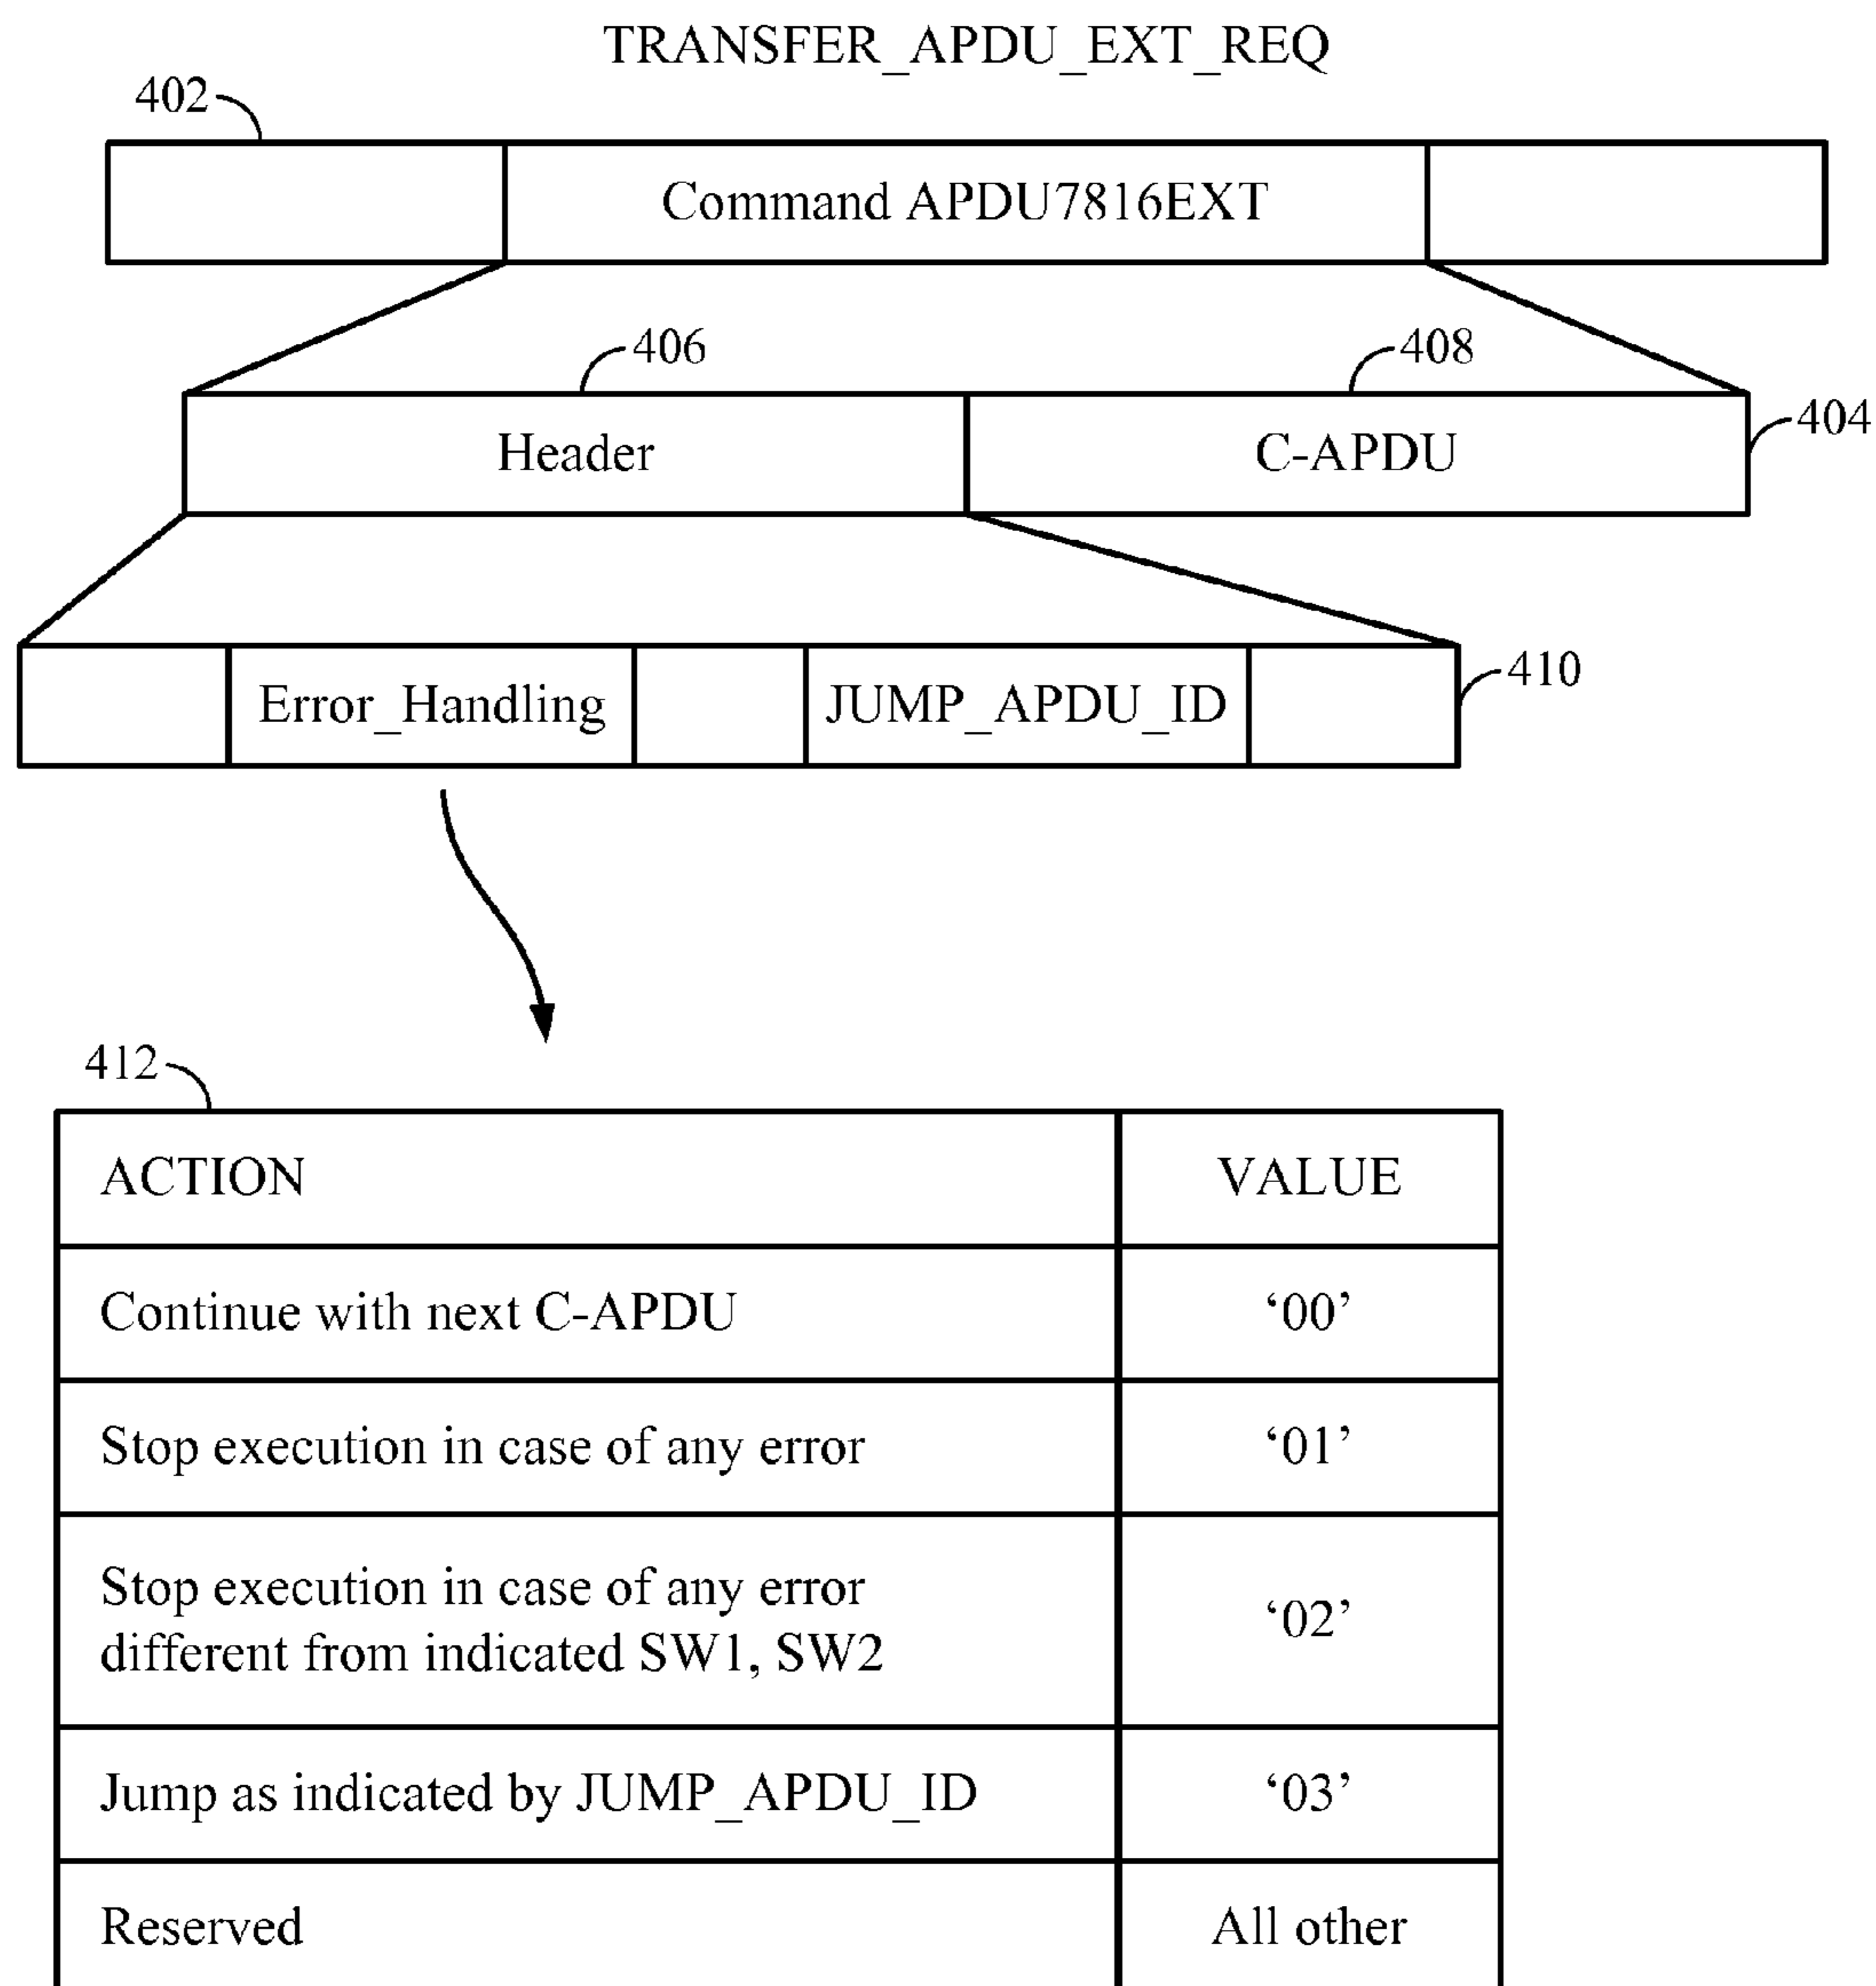 TRANSFER_APDU_EXT_REQ
402
Command APDU7816EXT
406
408
404
Header
C-APDU
410
Error_Handling
JUMP_APDU_ID
412
ACTION
VALUE
Continue with next C-APDU
‘00’
Stop execution in case of any error
‘01’
Stop execution in case of any error
different from indicated SW1, SW2
‘02’
Jump as indicated by JUMP_APDU_ID
‘03’
Reserved
All other